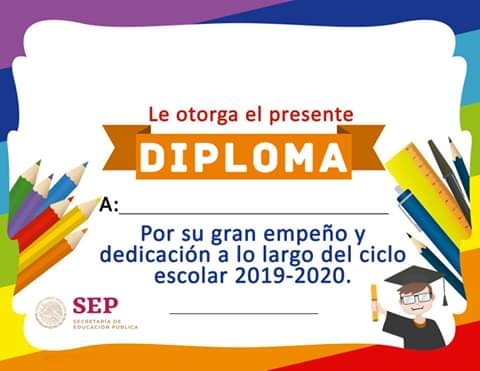 Le otorga el presente
DIPLOMA
A:
Por su gran empeño y
dedicación a lo largo del ciclo
escolar 2019-2020.
SEP
SECRETARÍA DE
EDUCACIÓN PÚBLICA